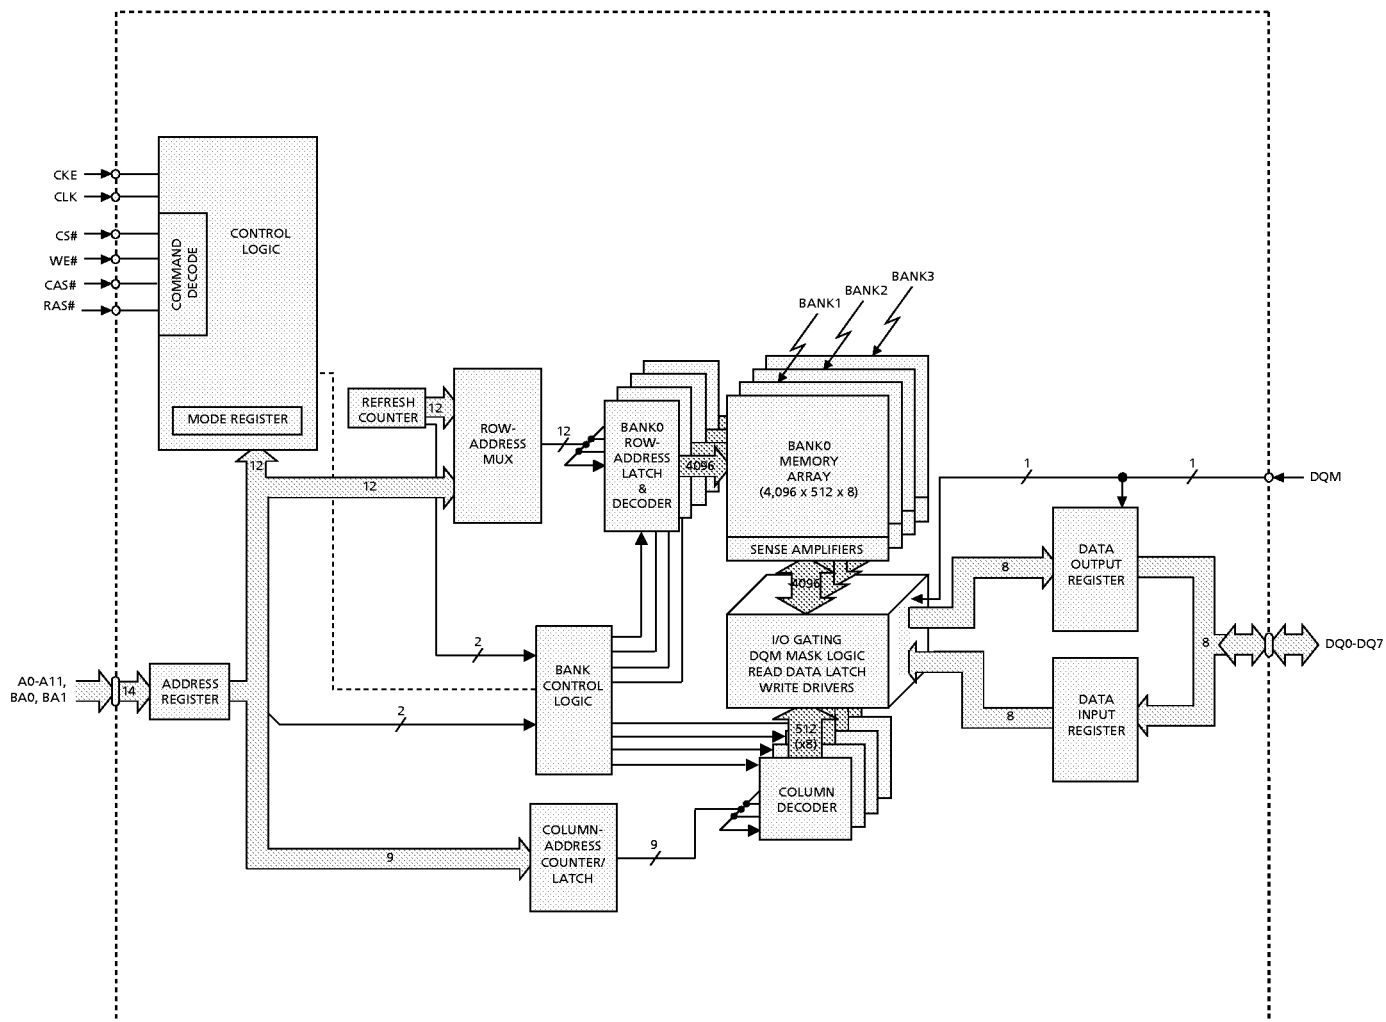 CKE
CLK
CS#
WE#
CAS#
RAS#
COMMAND
DECODE
CONTROL
LOGIC
MODE REGISTER
12
REFRESH
COUNTER
12
ROW-
ADDRESS
MUX
12
12
BANK0
ROW-
ADDRESS
LATCH
&
DECODER
4096
BANK1
BANK2
BANK3
BANK0
MEMORY
ARRAY
(4,096 x 512 x 8)
SENSE AMPLIFIERS
4096
I/O GATING
DQM MASK LOGIC
READ DATA LATCH
WRITE DRIVERS
1
1
DQM
DATA
OUTPUT
REGISTER
8
8
DQ0-DQ7
DATA
INPUT
REGISTER
8
A0-A11,
BA0, BA1
14
ADDRESS
REGISTER
2
2
BANK
CONTROL
LOGIC
512
(x8)
COLUMN
DECODER
9
COLUMN-
ADDRESS
COUNTER/
LATCH
9